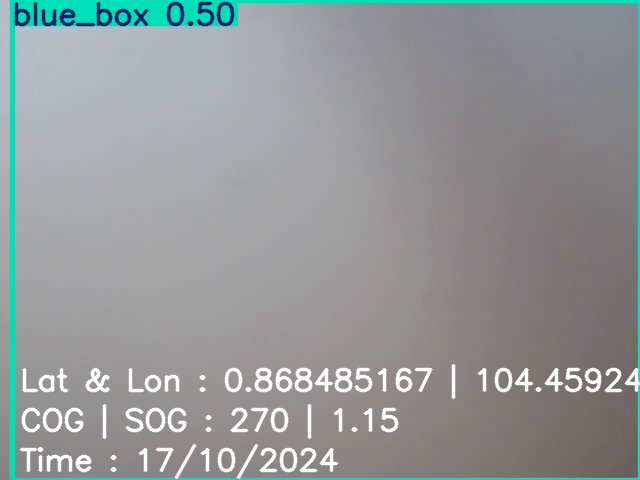 blue_box 0.50
Lat & Lon : 0.868485167 | 104.45924
COG | SOG : 270 | 1.15
Time : 17/10/2024